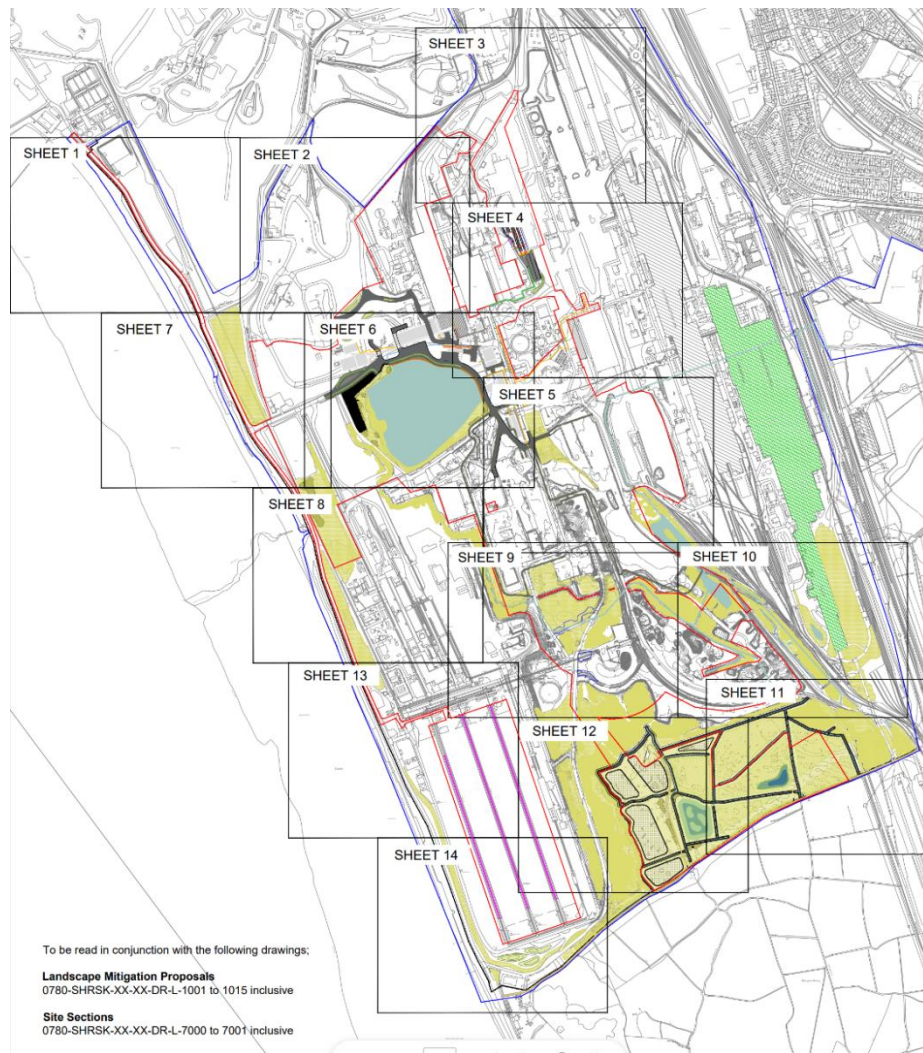 SHEET 3
SHEET 1
SHEET 2
SHEET 4
SHEET 7
SHEET 6
SHEET 5
SHEET 8
SHEET 9
SHEET 10
SHEET 13
SHEET 11
SHEET 12
SHEET 14
To be read in conjunction with the following drawings;
Landscape Mitigation Proposals
0780-SHRSK-XX-XX-DR-L-1001 to 1015 inclusive
Site Sections
0780-SHRSK-XX-XX-DR-L-7000 to 7001 inclusive